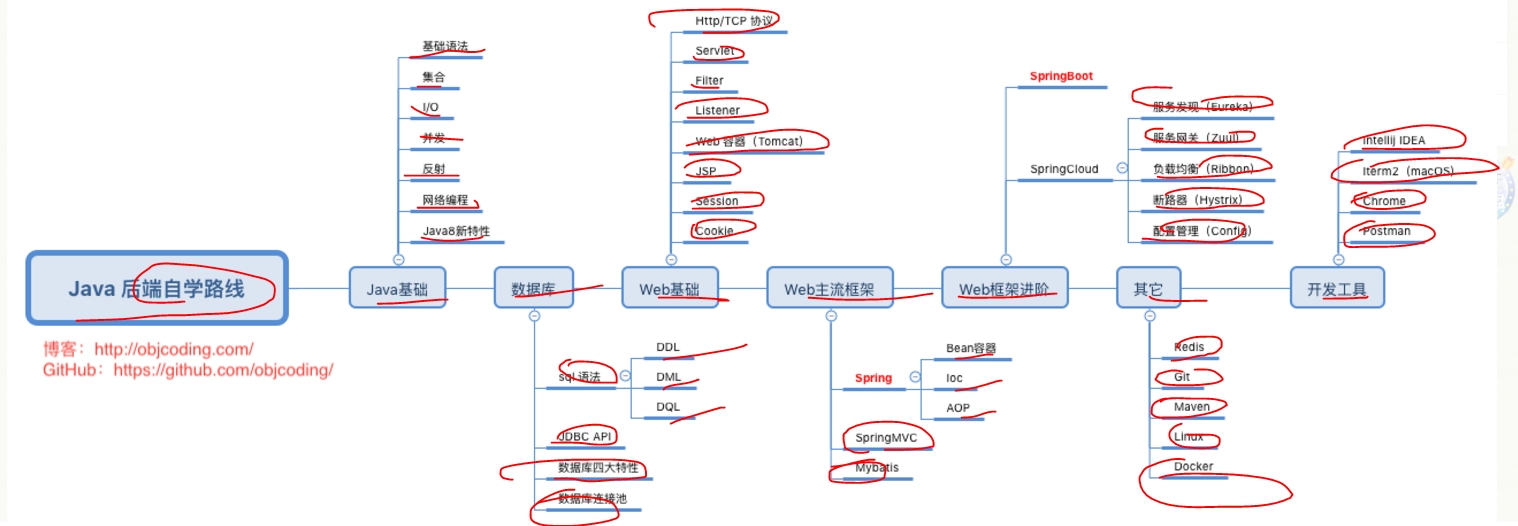 Java 后端自学路线
博客：http://objcoding.com/
GitHub：https://github.com/objcoding/
Java基础
基础语法
集合
I/O
并发
反射
网络编程
Java8新特性
数据库
sql 语法
DDL
DML
DQL
JDBC API
数据库四大特性
数据库连接池
Web基础
Http/TCP 协议
Servlet
Filter
Listener
Web 容器（Tomcat）
JSP
Session
Cookie
Web主流框架
Spring
Bean容器
Ioc
AOP
SpringMVC
Mybatis
Web框架进阶
SpringBoot
SpringCloud
服务发现（Eureka）
服务网关（Zuul）
负载均衡（Ribbon）
断路器（Hystrix）
配置管理（Config）
其它
Redis
Git
Maven
Linux
Docker
开发工具
Intellij IDEA
Iterm2（macOS）
Chrome
Postman